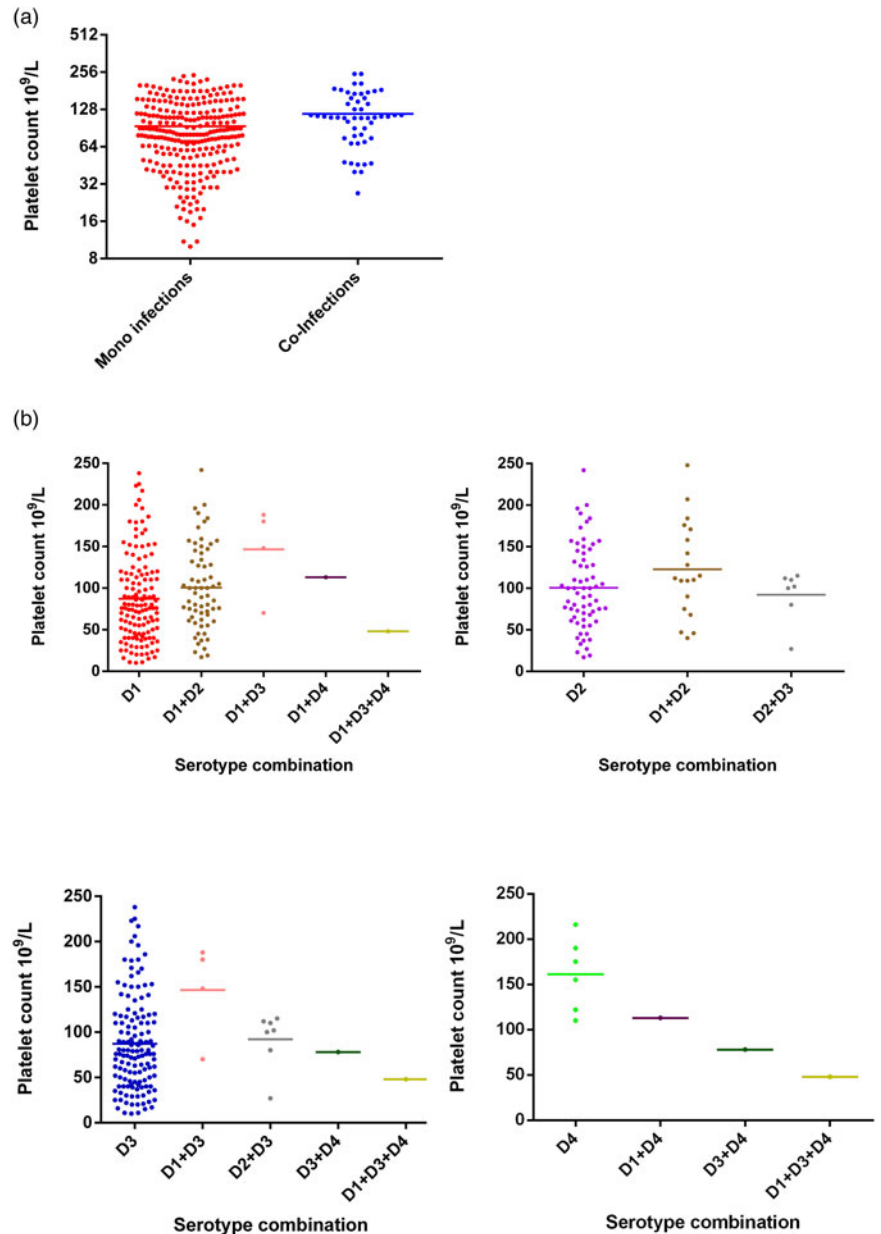 (a)
512
256
128
64
32
16
8
Platelet count 10⁹/L
Mono infections
Co-Infections
(b)
250
200
150
100
50
0
Platelet count 10⁹/L
D1
D1+D2
D1+D3
D1+D4
D1+D3+D4
Serotype combination
250
200
150
100
50
0
Platelet count 10⁹/L
D2
D1+D2
D2+D3
Serotype combination
250
200
150
100
50
0
Platelet count 10⁹/L
D3
D1+D3
D2+D3
D3+D4
D1+D3+D4
Serotype combination
250
200
150
100
50
0
Platelet count 10⁹/L
D4
D1+D4
D3+D4
D1+D3+D4
Serotype combination